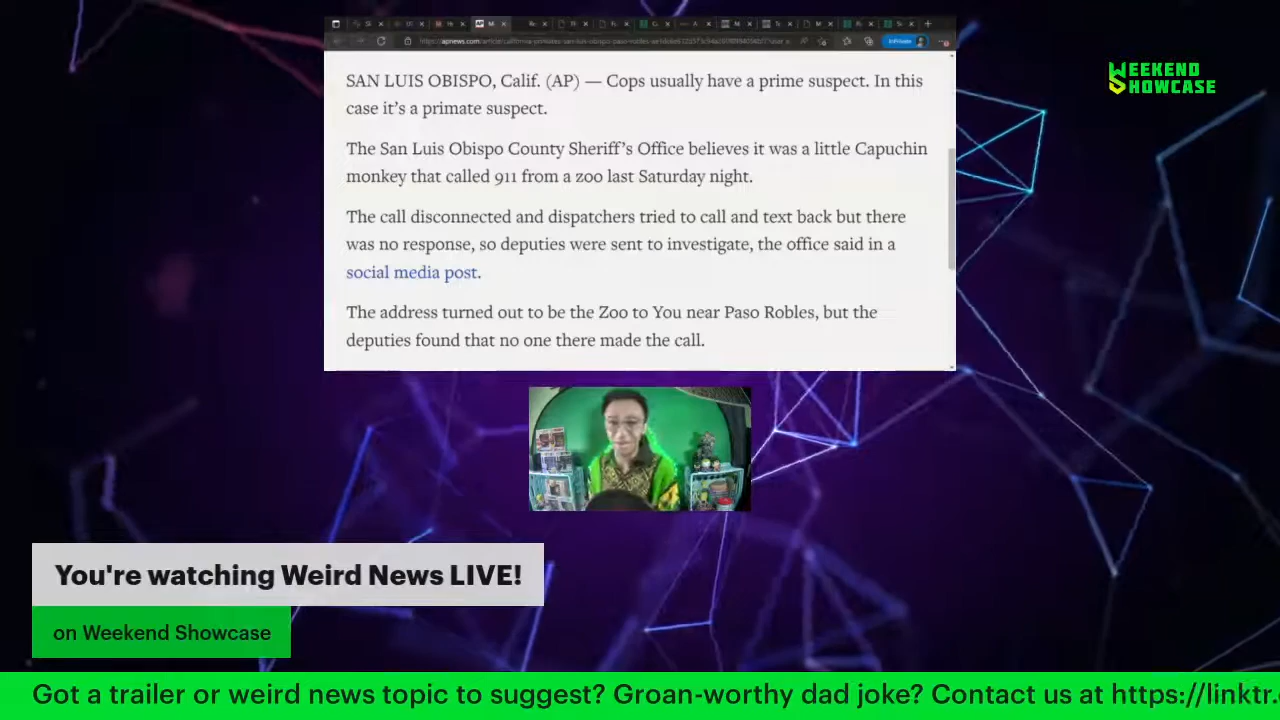 SAN LUIS OBISPO, Calif. (AP) — Cops usually have a prime suspect. In this
case it's a primate suspect.
The San Luis Obispo County Sheriff's Office believes it was a little Capuchin
monkey that called 911 from a zoo last Saturday night.
The call disconnected and dispatchers tried to call and text back but there
was no response, so deputies were sent to investigate, the office said in a
social media post.
The address turned out to be the Zoo to You near Paso Robles, but the
deputies found that no one there made the call.
WEEKEND
SHOWCASE
You're watching Weird News LIVE!
on Weekend Showcase
Got a trailer or weird news topic to suggest? Groan-worthy dad joke? Contact us at https://linktr.